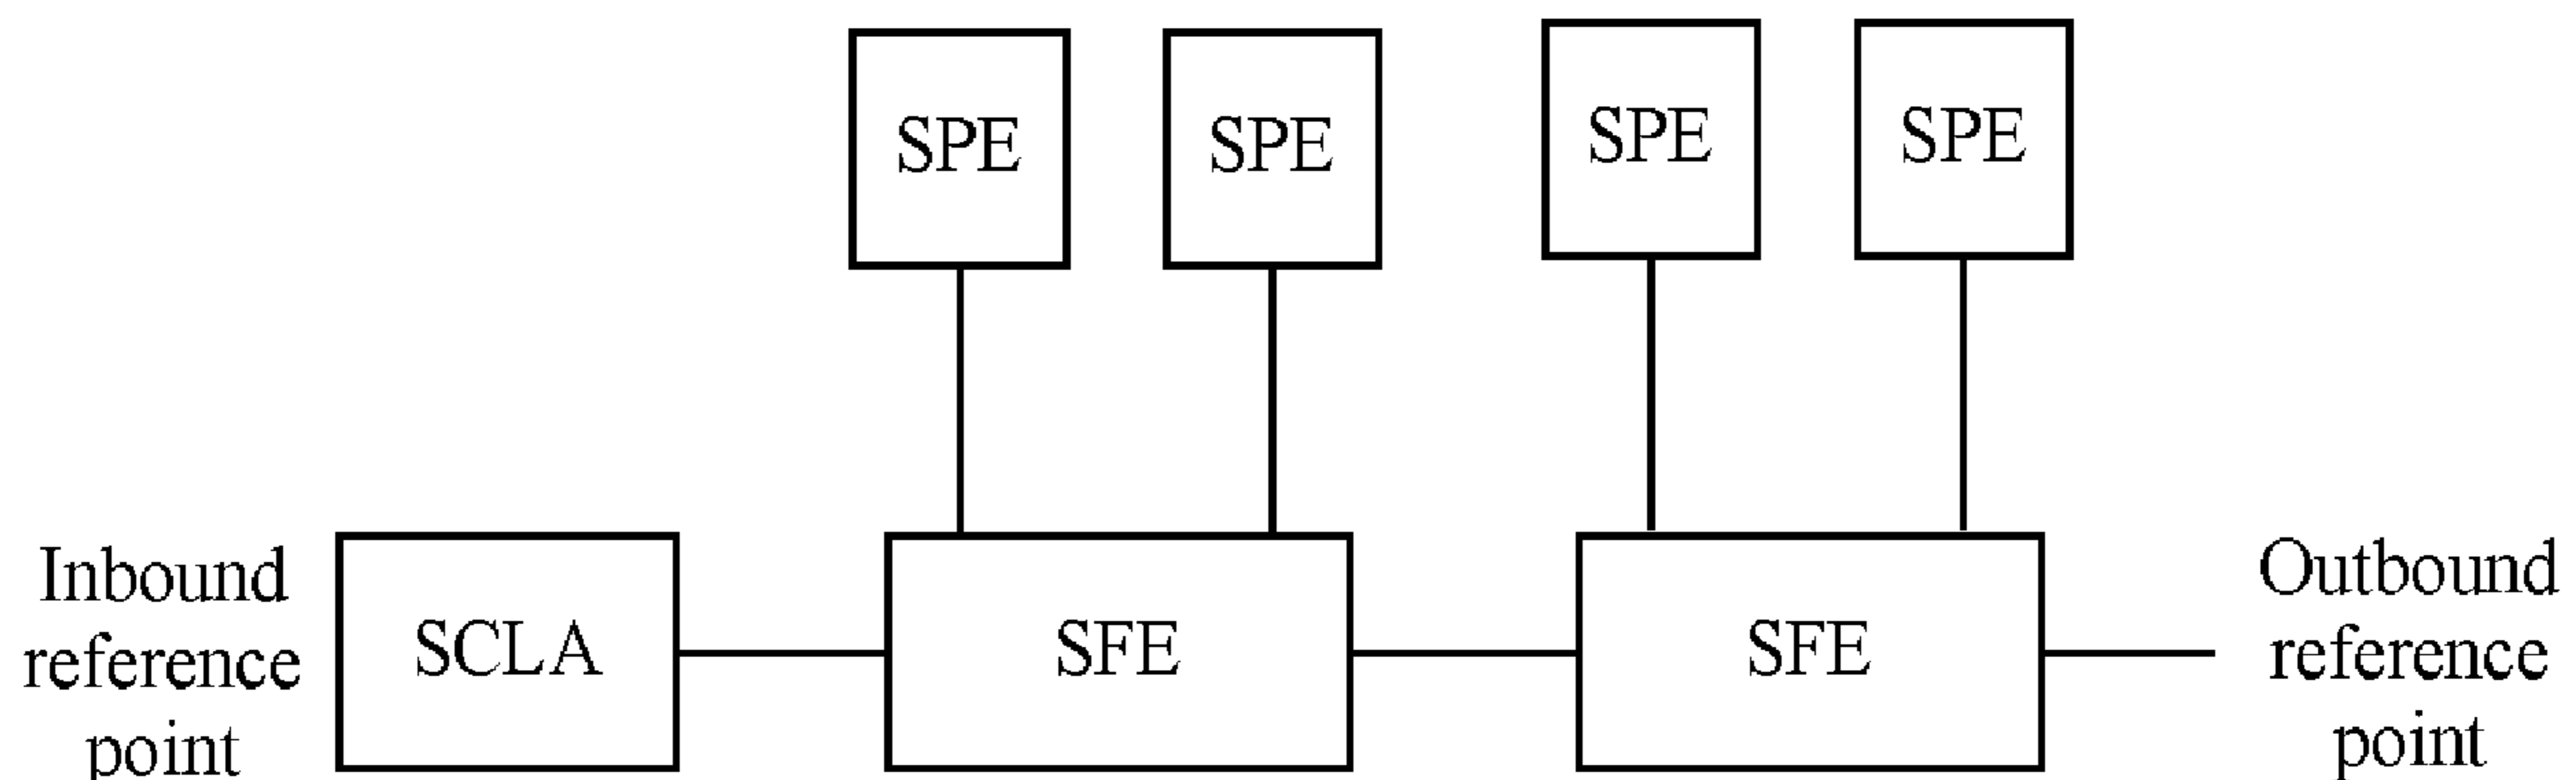 SPE
SPE
SPE
SPE
Inbound
reference
point
SCLA
SFE
SFE
Outbound
reference
point